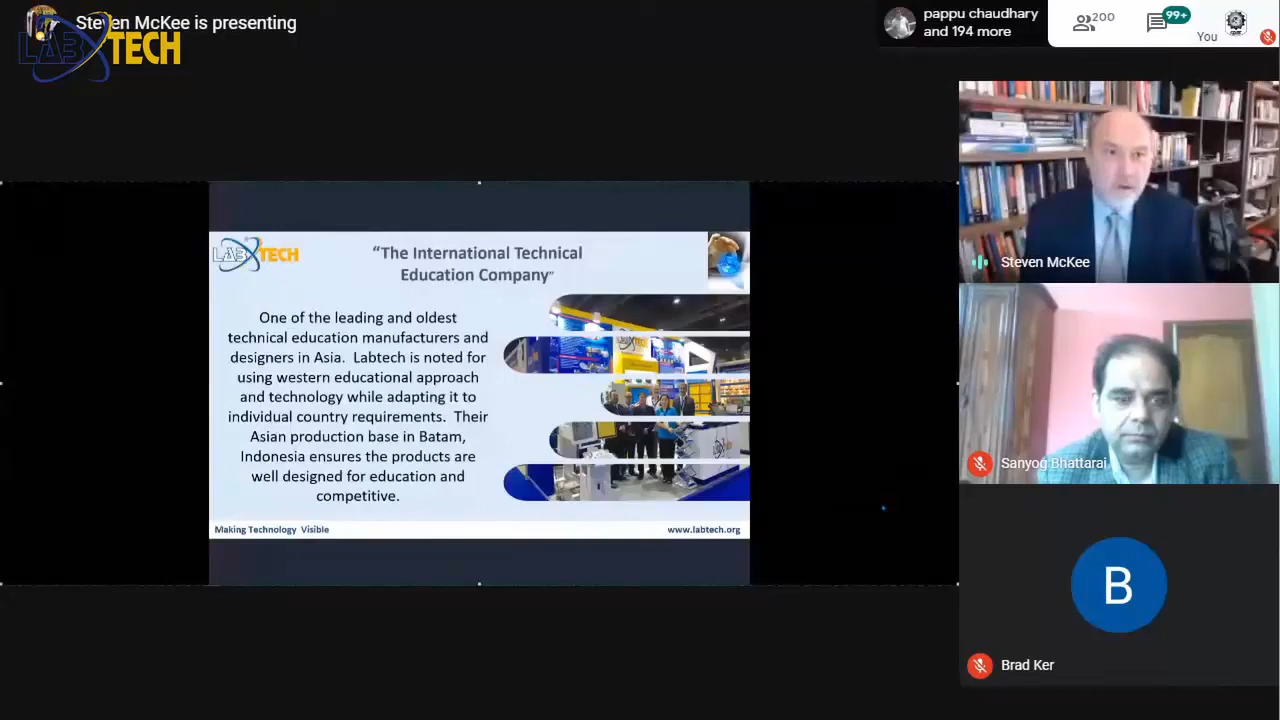 Steven McKee is presenting
LABTECH
pappu chaudhary
and 194 more
200
99+
You
LABTECH
“The International Technical
Education Company”
One of the leading and oldest
technical education manufacturers and
designers in Asia. Labtech is noted for
using western educational approach
and technology while adapting it to
individual country requirements. Their
Asian production base in Batam,
Indonesia ensures the products are
well designed for education and
competitive.
Making Technology Visible
www.labtech.org
Steven McKee
Sanyog Bhattarai
B
Brad Ker